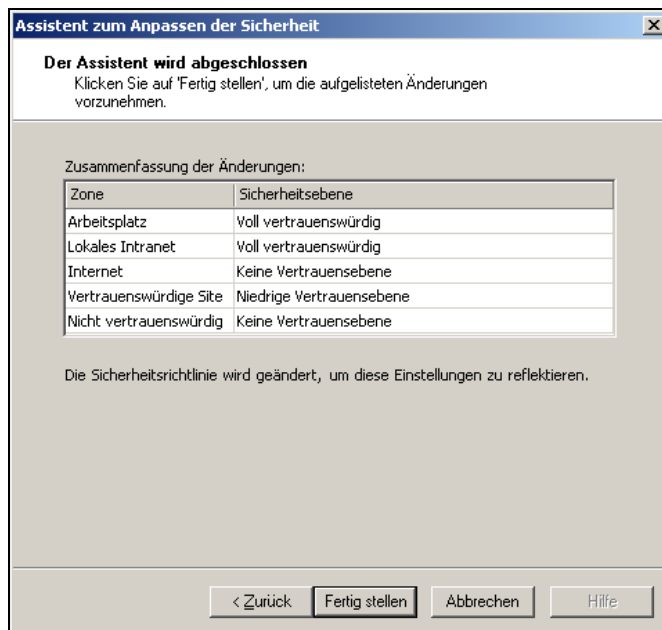 Assistent zum Anpassen der Sicherheit
Der Assistent wird abgeschlossen
Klicken Sie auf 'Fertig stellen', um die aufgelisteten Änderungen
vorzunehmen.
Zusammenfassung der Änderungen:
Zone Sicherheitsebene
Arbeitsplatz Voll vertrauenswürdig
Lokales Intranet Voll vertrauenswürdig
Internet Keine Vertrauensebene
Vertrauenswürdige Site Niedrige Vertrauensebene
Nicht vertrauenswürdig Keine Vertrauensebene
Die Sicherheitsrichtlinie wird geändert, um diese Einstellungen zu reflektieren.
< Zurück Fertig stellen Abbrechen Hilfe